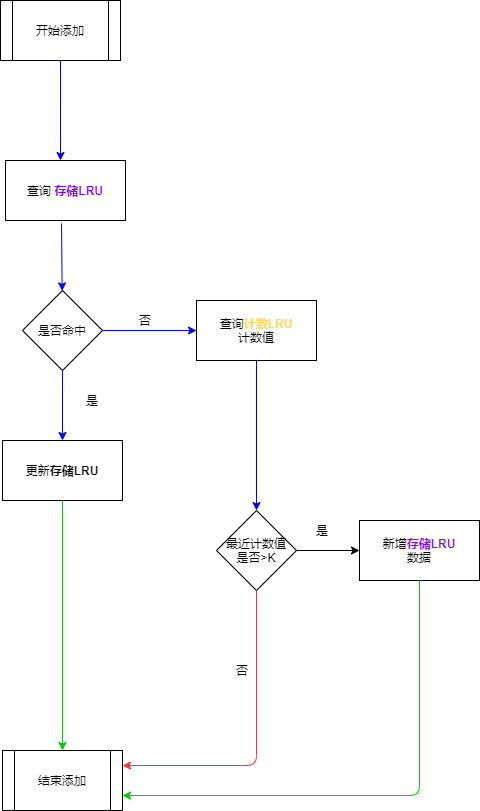 开始添加
查询 存储LRU
是否命中
否
查询计数LRU
计数值
是
更新存储LRU
最近计数值
是否>K
是
新增存储LRU
数据
否
结束添加